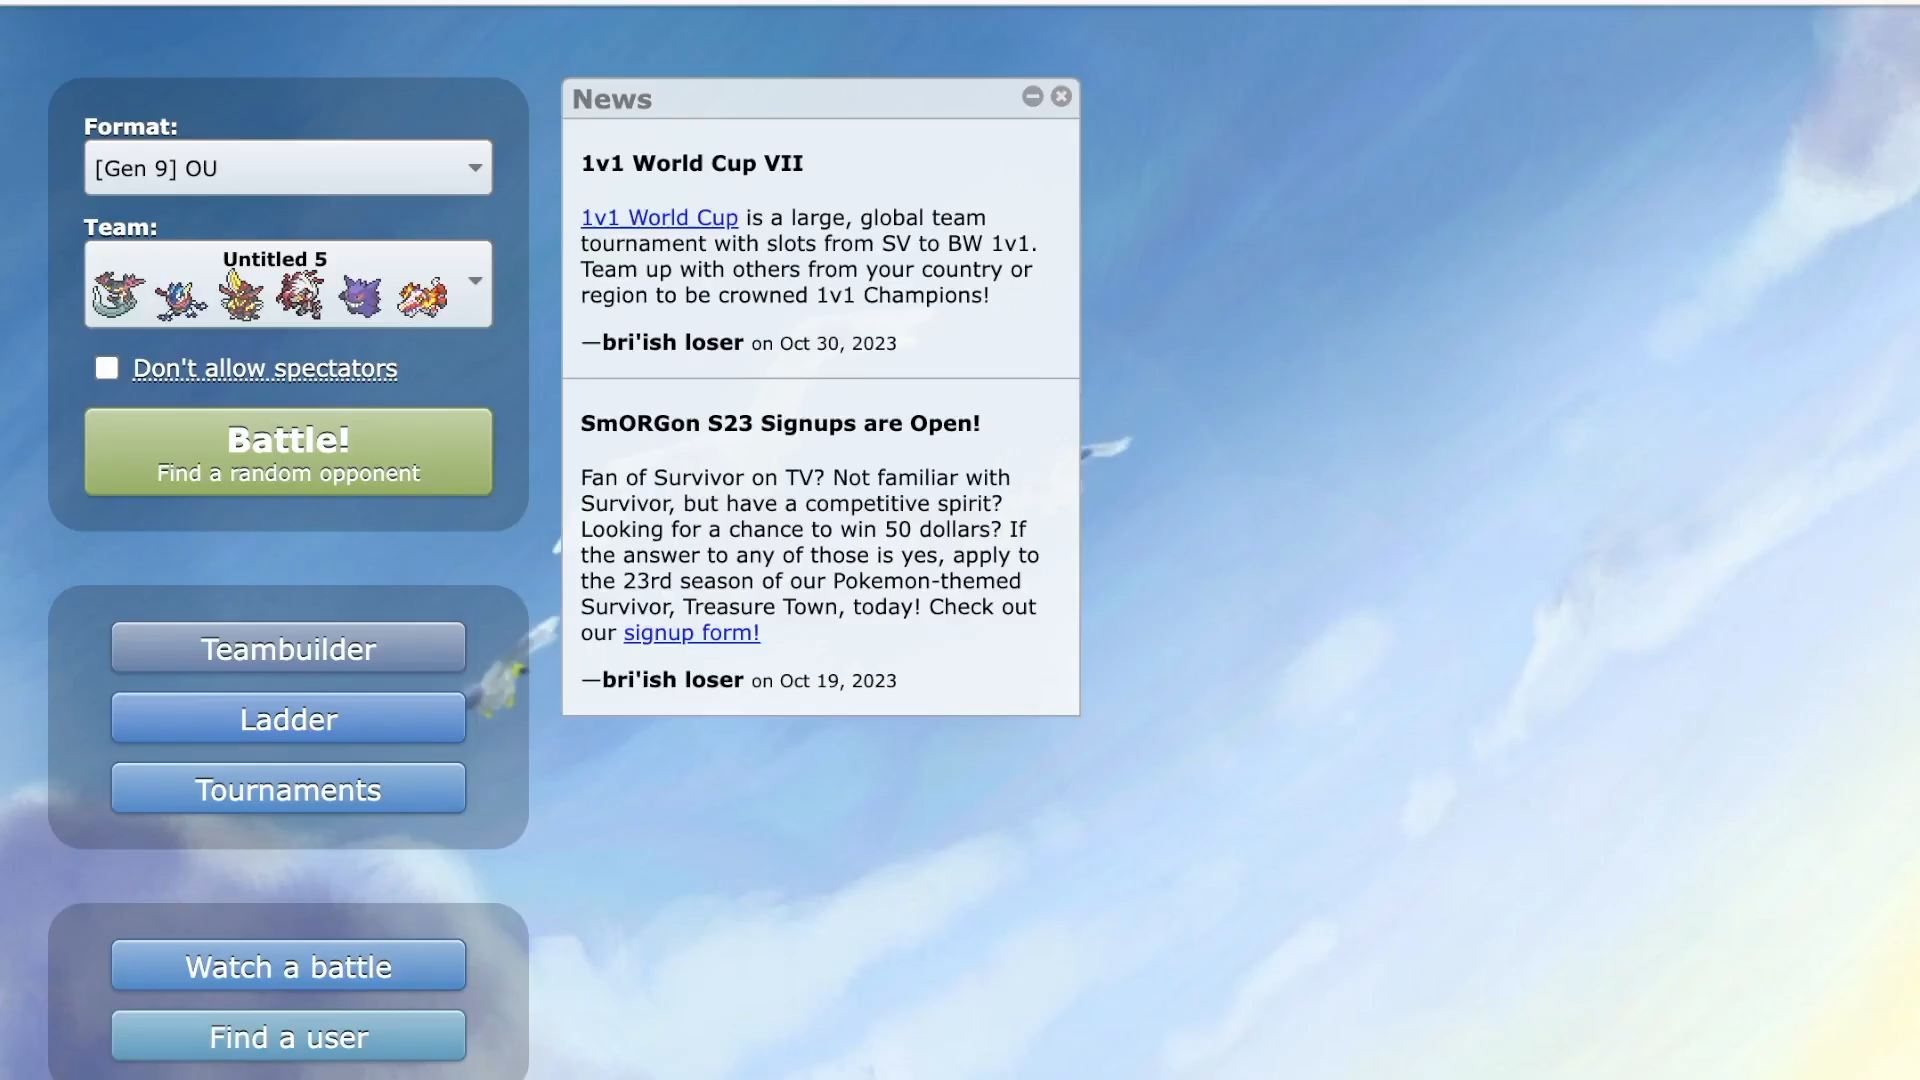 Format:
[Gen 9] OU
Team:
Untitled 5
Don't allow spectators
Battle!
Find a random opponent
Teambuilder
Ladder
Tournaments
Watch a battle
Find a user
News
1v1 World Cup VII
1v1 World Cup is a large, global team
tournament with slots from SV to BW 1v1.
Team up with others from your country or
region to be crowned 1v1 Champions!
—bri'ish loser on Oct 30, 2023
SmORGon S23 Signups are Open!
Fan of Survivor on TV? Not familiar with
Survivor, but have a competitive spirit?
Looking for a chance to win 50 dollars? If
the answer to any of those is yes, apply to
the 23rd season of our Pokemon-themed
Survivor, Treasure Town, today! Check out
our signup form!
—bri'ish loser on Oct 19, 2023